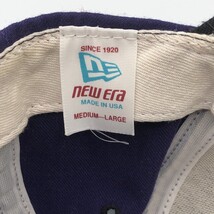 SINCE 1920
NEW ERA
MADE IN USA
MEDIUM-LARGE